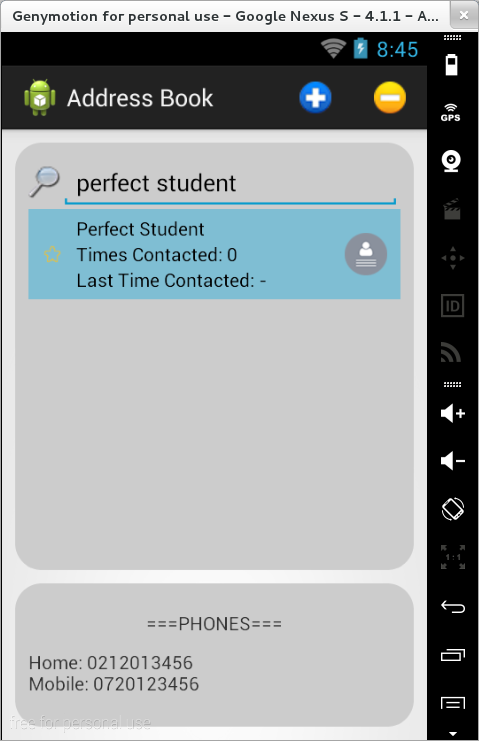 Genymotion for personal use – Google Nexus S – 4.1.1 – A...
8:45
Address Book
GPS
perfect student
Perfect Student
Times Contacted: 0
Last Time Contacted: -
ID
1:1
===PHONES===
Home: 0212013456
Mobile: 0720123456
free for personal use